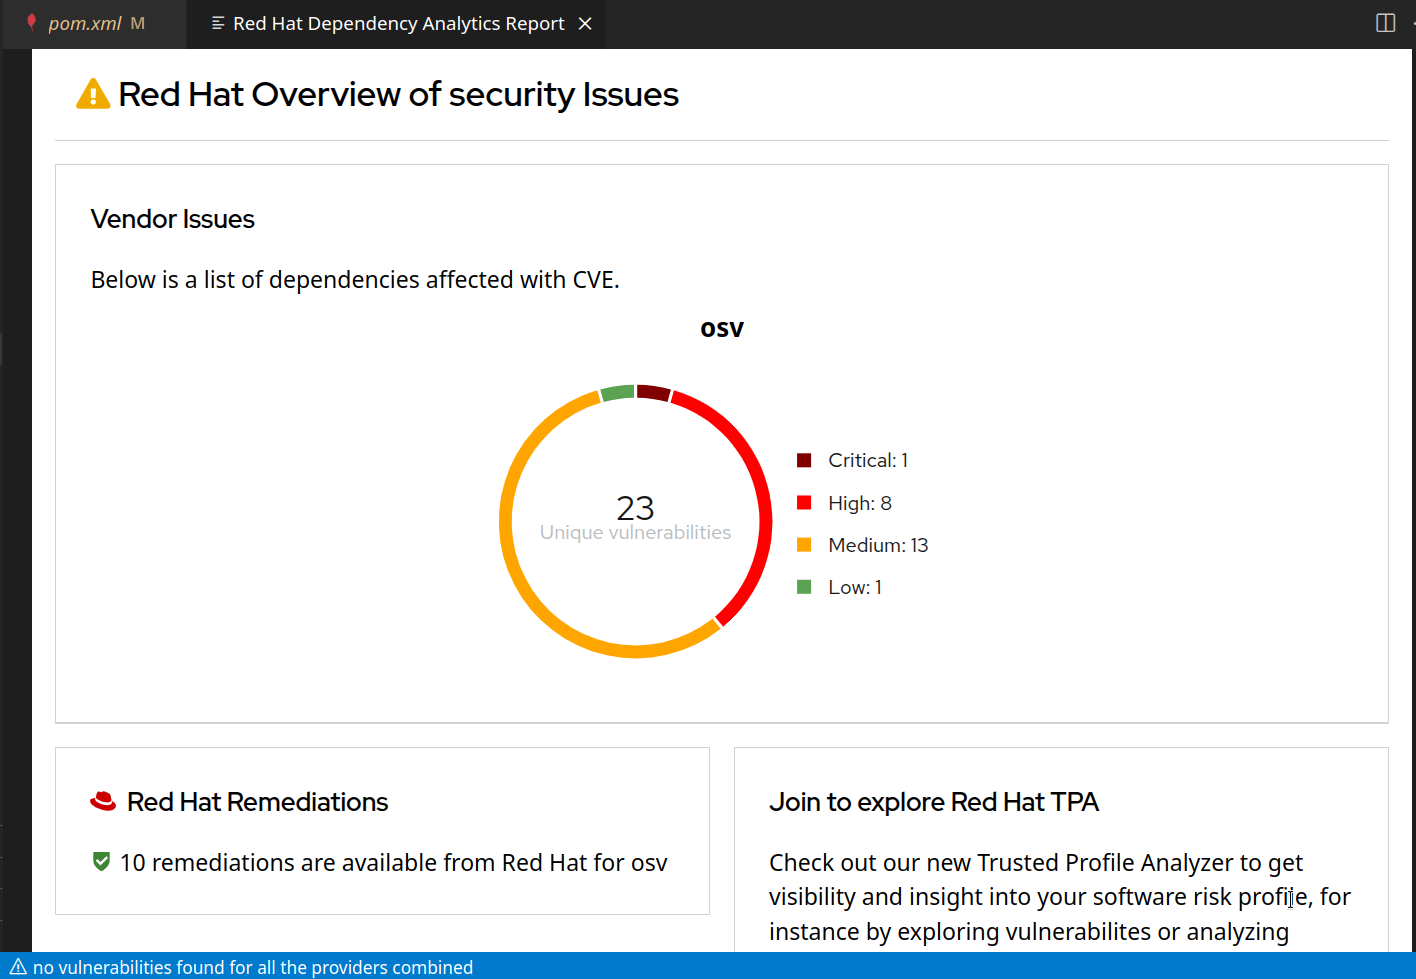 pom.xml M
Red Hat Dependency Analytics Report
Red Hat Overview of security Issues
Vendor Issues
Below is a list of dependencies affected with CVE.
osv
23
Unique vulnerabilities
Critical: 1
High: 8
Medium: 13
Low: 1
Red Hat Remediations
10 remediations are available from Red Hat for osv
Join to explore Red Hat TPA
Check out our new Trusted Profile Analyzer to get
visibility and insight into your software risk profile, for
instance by exploring vulnerabilites or analyzing
no vulnerabilities found for all the providers combined